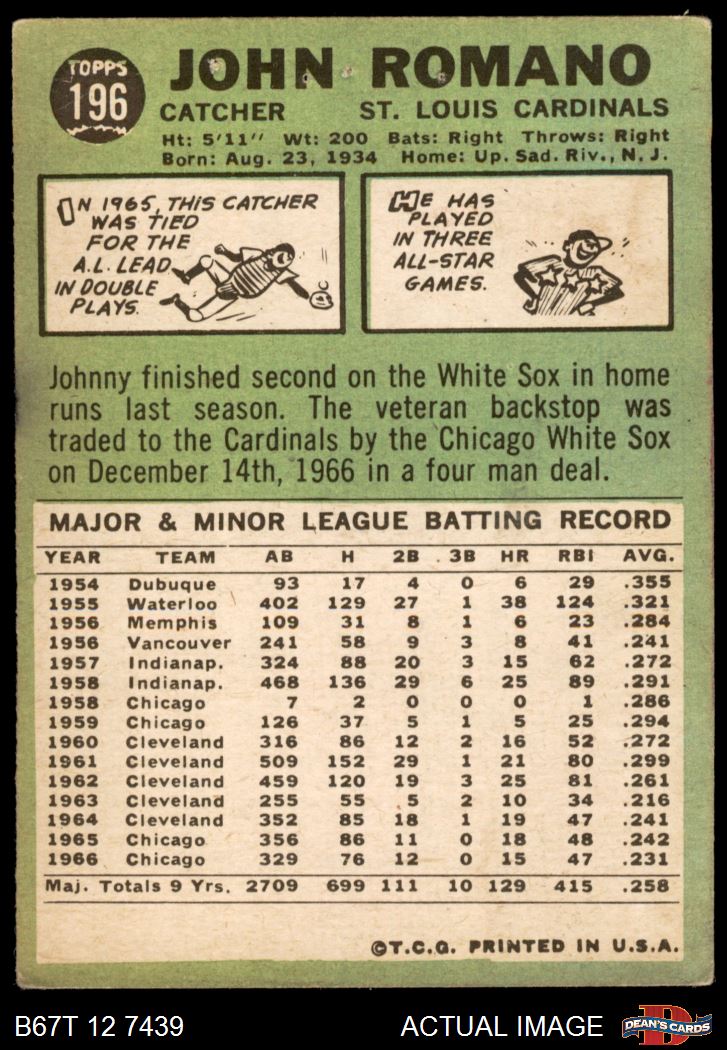 TOPPS
196
JOHN ROMANO
CATCHER ST. LOUIS CARDINALS
Ht: 5'11" Wt: 200 Bats: Right Throws: Right
Born: Aug. 23, 1934 Home: Up. Sad. Riv., N. J.
IN 1965, THIS CATCHER
WAS TIED
FOR THE
A.L. LEAD
IN DOUBLE
PLAYS.
HE HAS
PLAYED
IN THREE
ALL-STAR
GAMES.
Johnny finished second on the White Sox in home
runs last season. The veteran backstop was
traded to the Cardinals by the Chicago White Sox
on December 14th, 1966 in a four man deal.
MAJOR & MINOR LEAGUE BATTING RECORD
YEAR TEAM AB H 2B 3B HR RBI AVG.
1954 Dubuque 93 17 4 0 6 29 .355
1955 Waterloo 402 129 27 1 38 124 .321
1956 Memphis 109 31 8 1 6 23 .284
1956 Vancouver 241 58 9 3 8 41 .241
1957 Indianap. 324 88 20 3 15 62 .272
1958 Indianap. 468 136 29 6 25 89 .291
1958 Chicago 7 2 0 0 0 1 .286
1959 Chicago 126 37 5 1 5 25 .294
1960 Cleveland 316 86 12 2 16 52 .272
1961 Cleveland 509 152 29 1 21 80 .299
1962 Cleveland 459 120 19 3 25 81 .261
1963 Cleveland 255 55 5 2 10 34 .216
1964 Cleveland 352 85 18 1 19 47 .241
1965 Chicago 356 86 11 0 18 48 .242
1966 Chicago 329 76 12 0 15 47 .231
Maj. Totals 9 Yrs. 2709 699 111 10 129 415 .258
©T.C.G. PRINTED IN U.S.A.
B67T 12 7439 ACTUAL IMAGE
D
DEAN'S CARDS